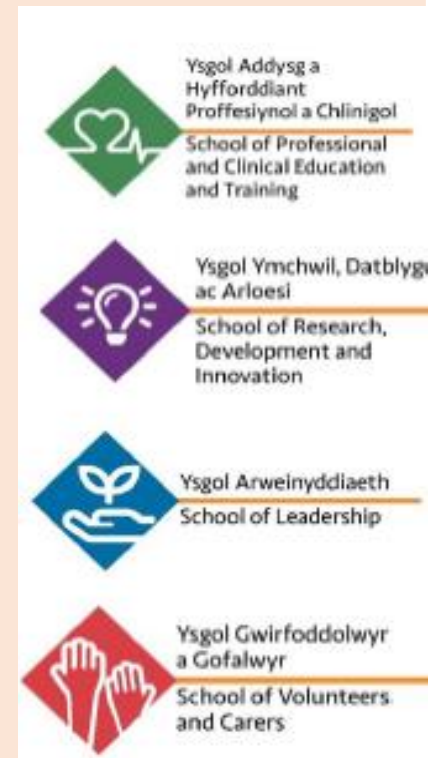 Ysgol Addysg a
Hyfforddiant
Proffesiynol a Chlinigol
School of Professional
and Clinical Education
and Training
Ysgol Ymchwil, Datblygu
ac Arloesi
School of Research,
Development and
Innovation
Ysgol Arweinyddiaeth
School of Leadership
Ysgol Gwirfoddolwyr
a Gofalwyr
School of Volunteers
and Carers